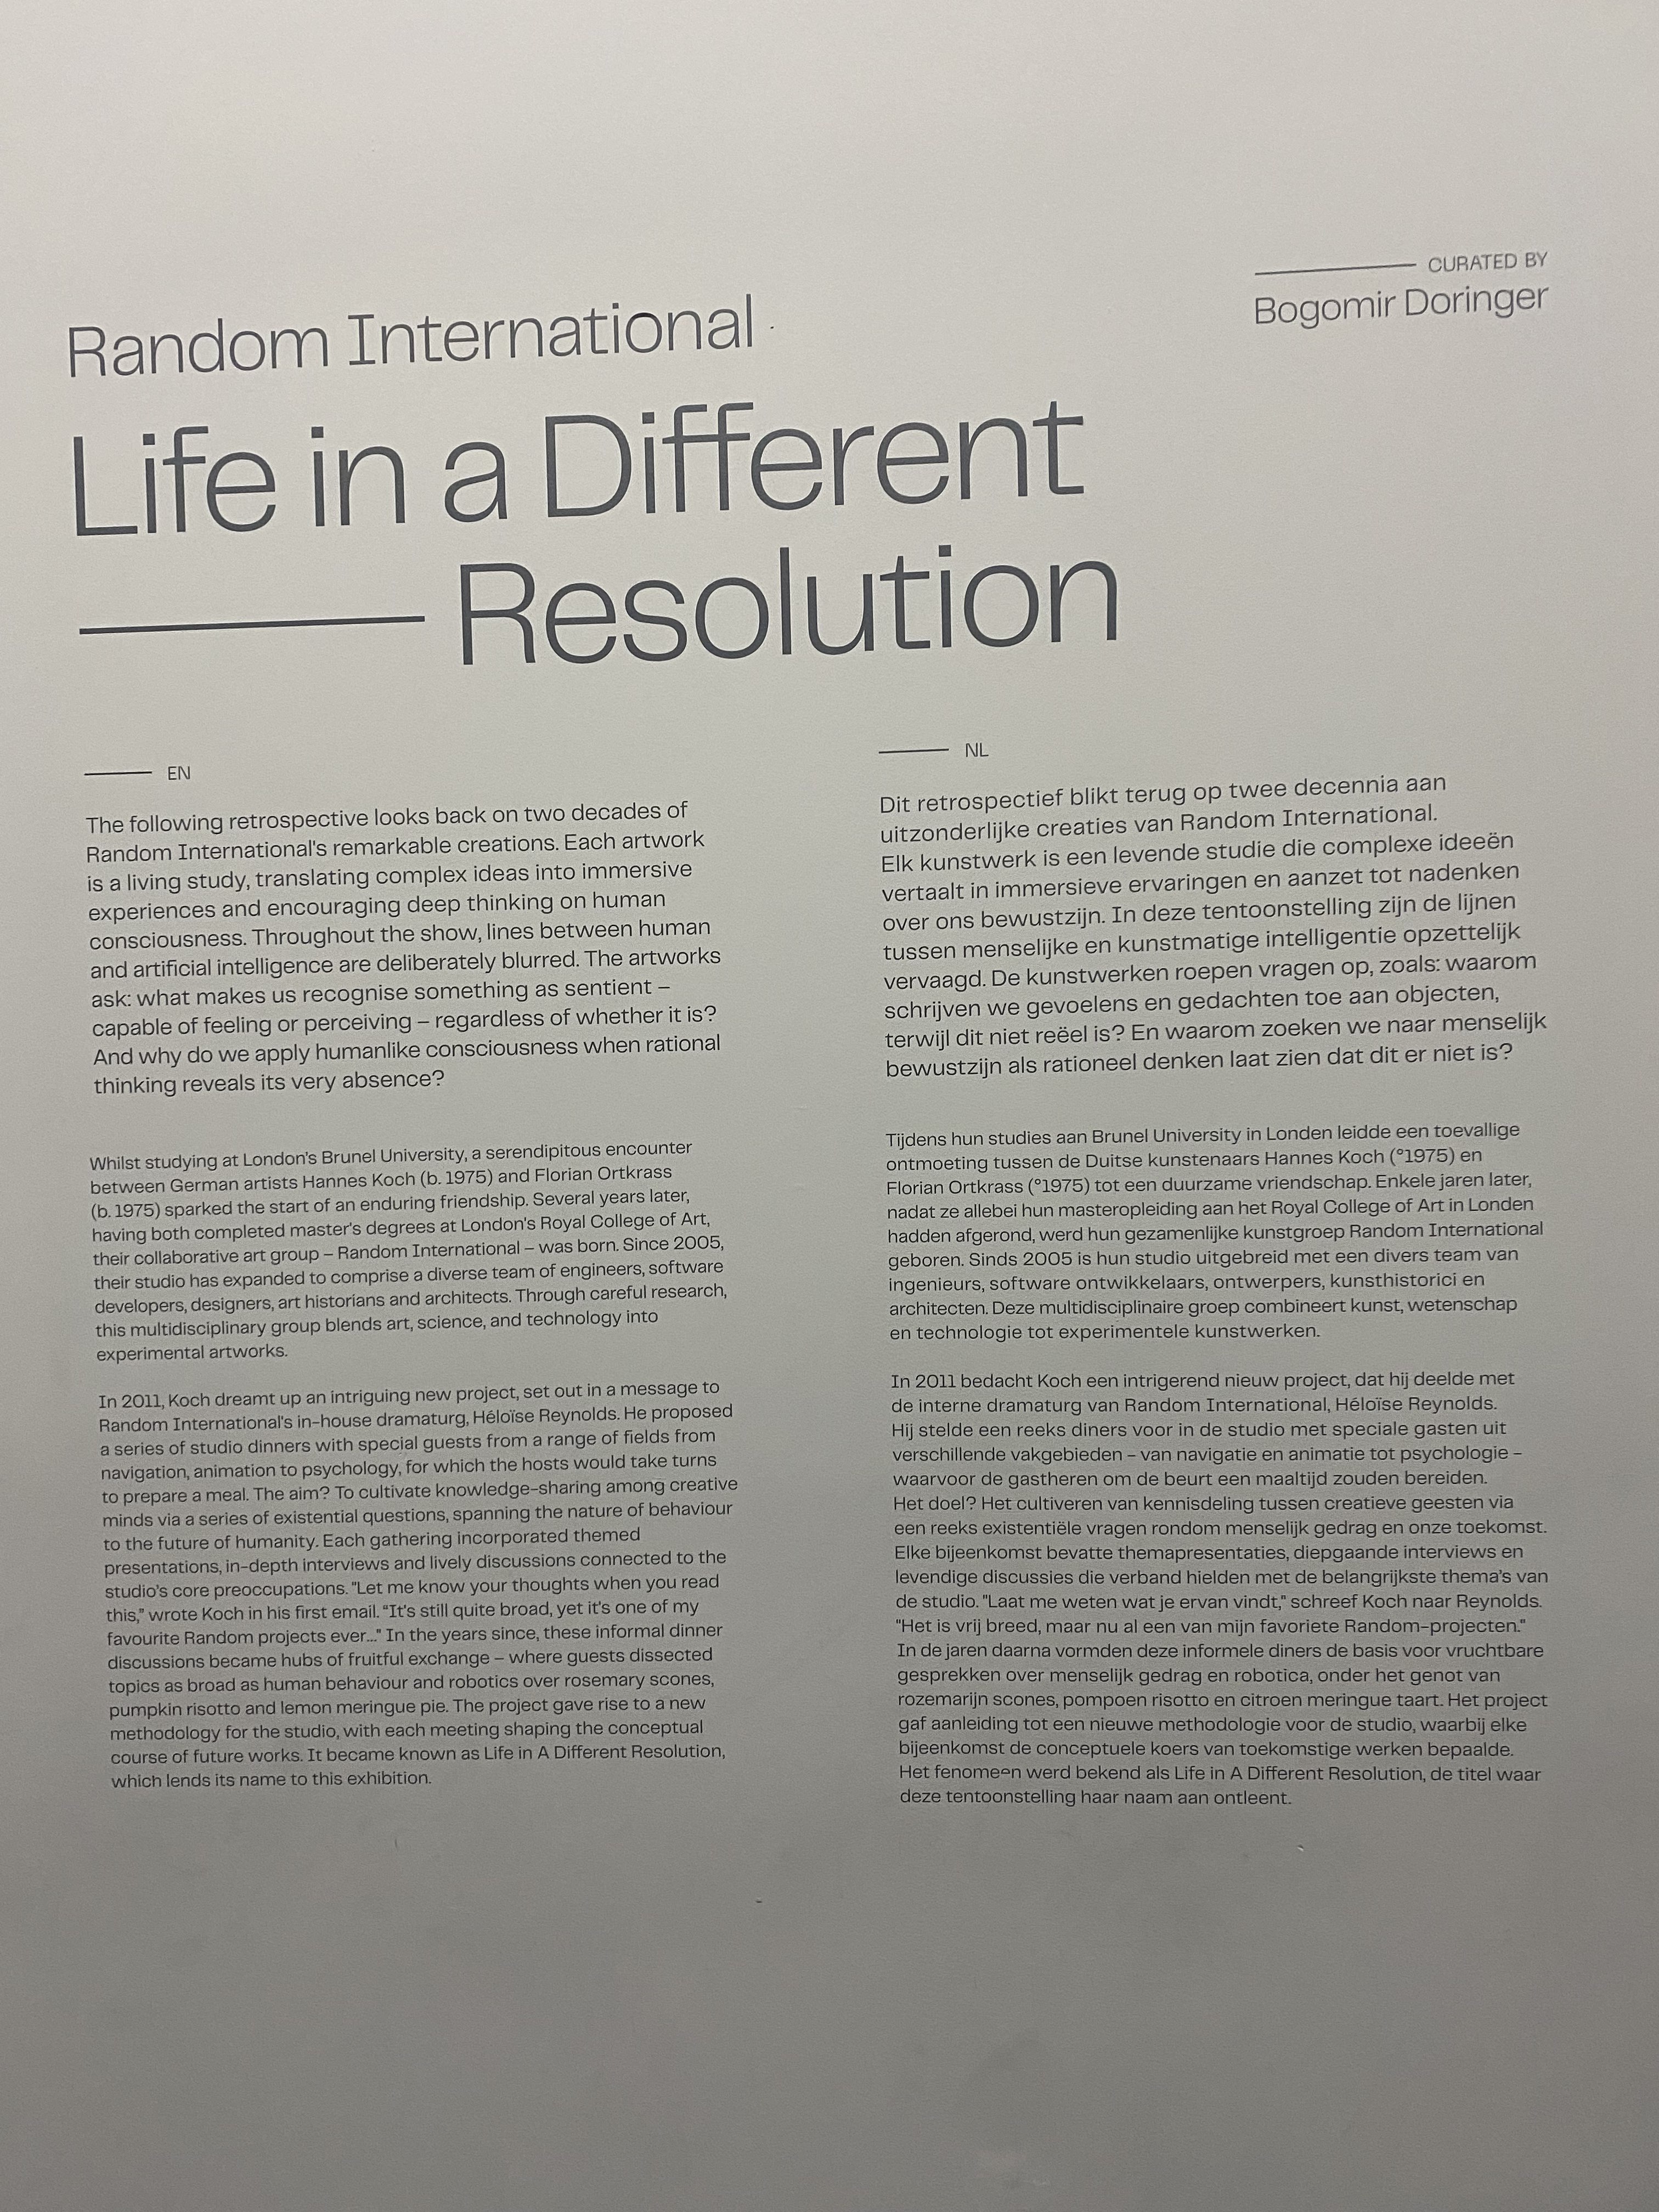 CURATED BY
Bogomir Doringer
Random International
Life in a Different
Resolution
EN
The following retrospective looks back on two decades of
Random International's remarkable creations. Each artwork
is a living study, translating complex ideas into immersive
experiences and encouraging deep thinking on human
consciousness. Throughout the show, lines between human
and artificial intelligence are deliberately blurred. The artworks
ask: what makes us recognise something as sentient –
capable of feeling or perceiving – regardless of whether it is?
And why do we apply humanlike consciousness when rational
thinking reveals its very absence?
Whilst studying at London's Brunel University, a serendipitous encounter
between German artists Hannes Koch (b. 1975) and Florian Ortkrass
(b. 1975) sparked the start of an enduring friendship. Several years later,
having both completed master's degrees at London's Royal College of Art,
their collaborative art group – Random International – was born. Since 2005,
their studio has expanded to comprise a diverse team of engineers, software
developers, designers, art historians and architects. Through careful research,
this multidisciplinary group blends art, science, and technology into
experimental artworks.
In 2011, Koch dreamt up an intriguing new project, set out in a message to
Random International's in-house dramaturg, Héloïse Reynolds. He proposed
a series of studio dinners with special guests from a range of fields from
navigation, animation to psychology, for which the hosts would take turns
to prepare a meal. The aim? To cultivate knowledge-sharing among creative
minds via a series of existential questions, spanning the nature of behaviour
to the future of humanity. Each gathering incorporated themed
presentations, in-depth interviews and lively discussions connected to the
studio's core preoccupations. "Let me know your thoughts when you read
this," wrote Koch in his first email. "It's still quite broad, yet it's one of my
favourite Random projects ever..." In the years since, these informal dinner
discussions became hubs of fruitful exchange – where guests dissected
topics as broad as human behaviour and robotics over rosemary scones,
pumpkin risotto and lemon meringue pie. The project gave rise to a new
methodology for the studio, with each meeting shaping the conceptual
course of future works. It became known as Life in A Different Resolution,
which lends its name to this exhibition.
NL
Dit retrospectief blikt terug op twee decennia aan
uitzonderlijke creaties van Random International.
Elk kunstwerk is een levende studie die complexe ideeën
vertaalt in immersieve ervaringen en aanzet tot nadenken
over ons bewustzijn. In deze tentoonstelling zijn de lijnen
tussen menselijke en kunstmatige intelligentie opzettelijk
vervaagd. De kunstwerken roepen vragen op, zoals: waarom
schrijven we gevoelens en gedachten toe aan objecten,
terwijl dit niet reëel is? En waarom zoeken we naar menselijk
bewustzijn als rationeel denken laat zien dat dit er niet is?
Tijdens hun studies aan Brunel University in Londen leidde een toevallige
ontmoeting tussen de Duitse kunstenaars Hannes Koch (°1975) en
Florian Ortkrass (°1975) tot een duurzame vriendschap. Enkele jaren later,
nadat ze allebei hun masteropleiding aan het Royal College of Art in Londen
hadden afgerond, werd hun gezamenlijke kunstgroep Random International
geboren. Sinds 2005 is hun studio uitgebreid met een divers team van
ingenieurs, software ontwikkelaars, ontwerpers, kunsthistorici en
architecten. Deze multidisciplinaire groep combineert kunst, wetenschap
en technologie tot experimentele kunstwerken.
In 2011 bedacht Koch een intrigerend nieuw project, dat hij deelde met
de interne dramaturg van Random International, Héloïse Reynolds.
Hij stelde een reeks diners voor in de studio met speciale gasten uit
verschillende vakgebieden – van navigatie en animatie tot psychologie –
waarvoor de gastheren om de beurt een maaltijd zouden bereiden.
Het doel? Het cultiveren van kennisdeling tussen creatieve geesten via
een reeks existentiële vragen rondom menselijk gedrag en onze toekomst.
Elke bijeenkomst bevatte themapresentaties, diepgaande interviews en
levendige discussies die verband hielden met de belangrijkste thema's van
de studio. "Laat me weten wat je ervan vindt," schreef Koch naar Reynolds.
"Het is vrij breed, maar nu al een van mijn favoriete Random-projecten."
In de jaren daarna vormden deze informele diners de basis voor vruchtbare
gesprekken over menselijk gedrag en robotica, onder het genot van
rozemarijn scones, pompoen risotto en citroen meringue taart. Het project
gaf aanleiding tot een nieuwe methodologie voor de studio, waarbij elke
bijeenkomst de conceptuele koers van toekomstige werken bepaalde.
Het fenomeen werd bekend als Life in A Different Resolution, de titel waar
deze tentoonstelling haar naam aan ontleent.